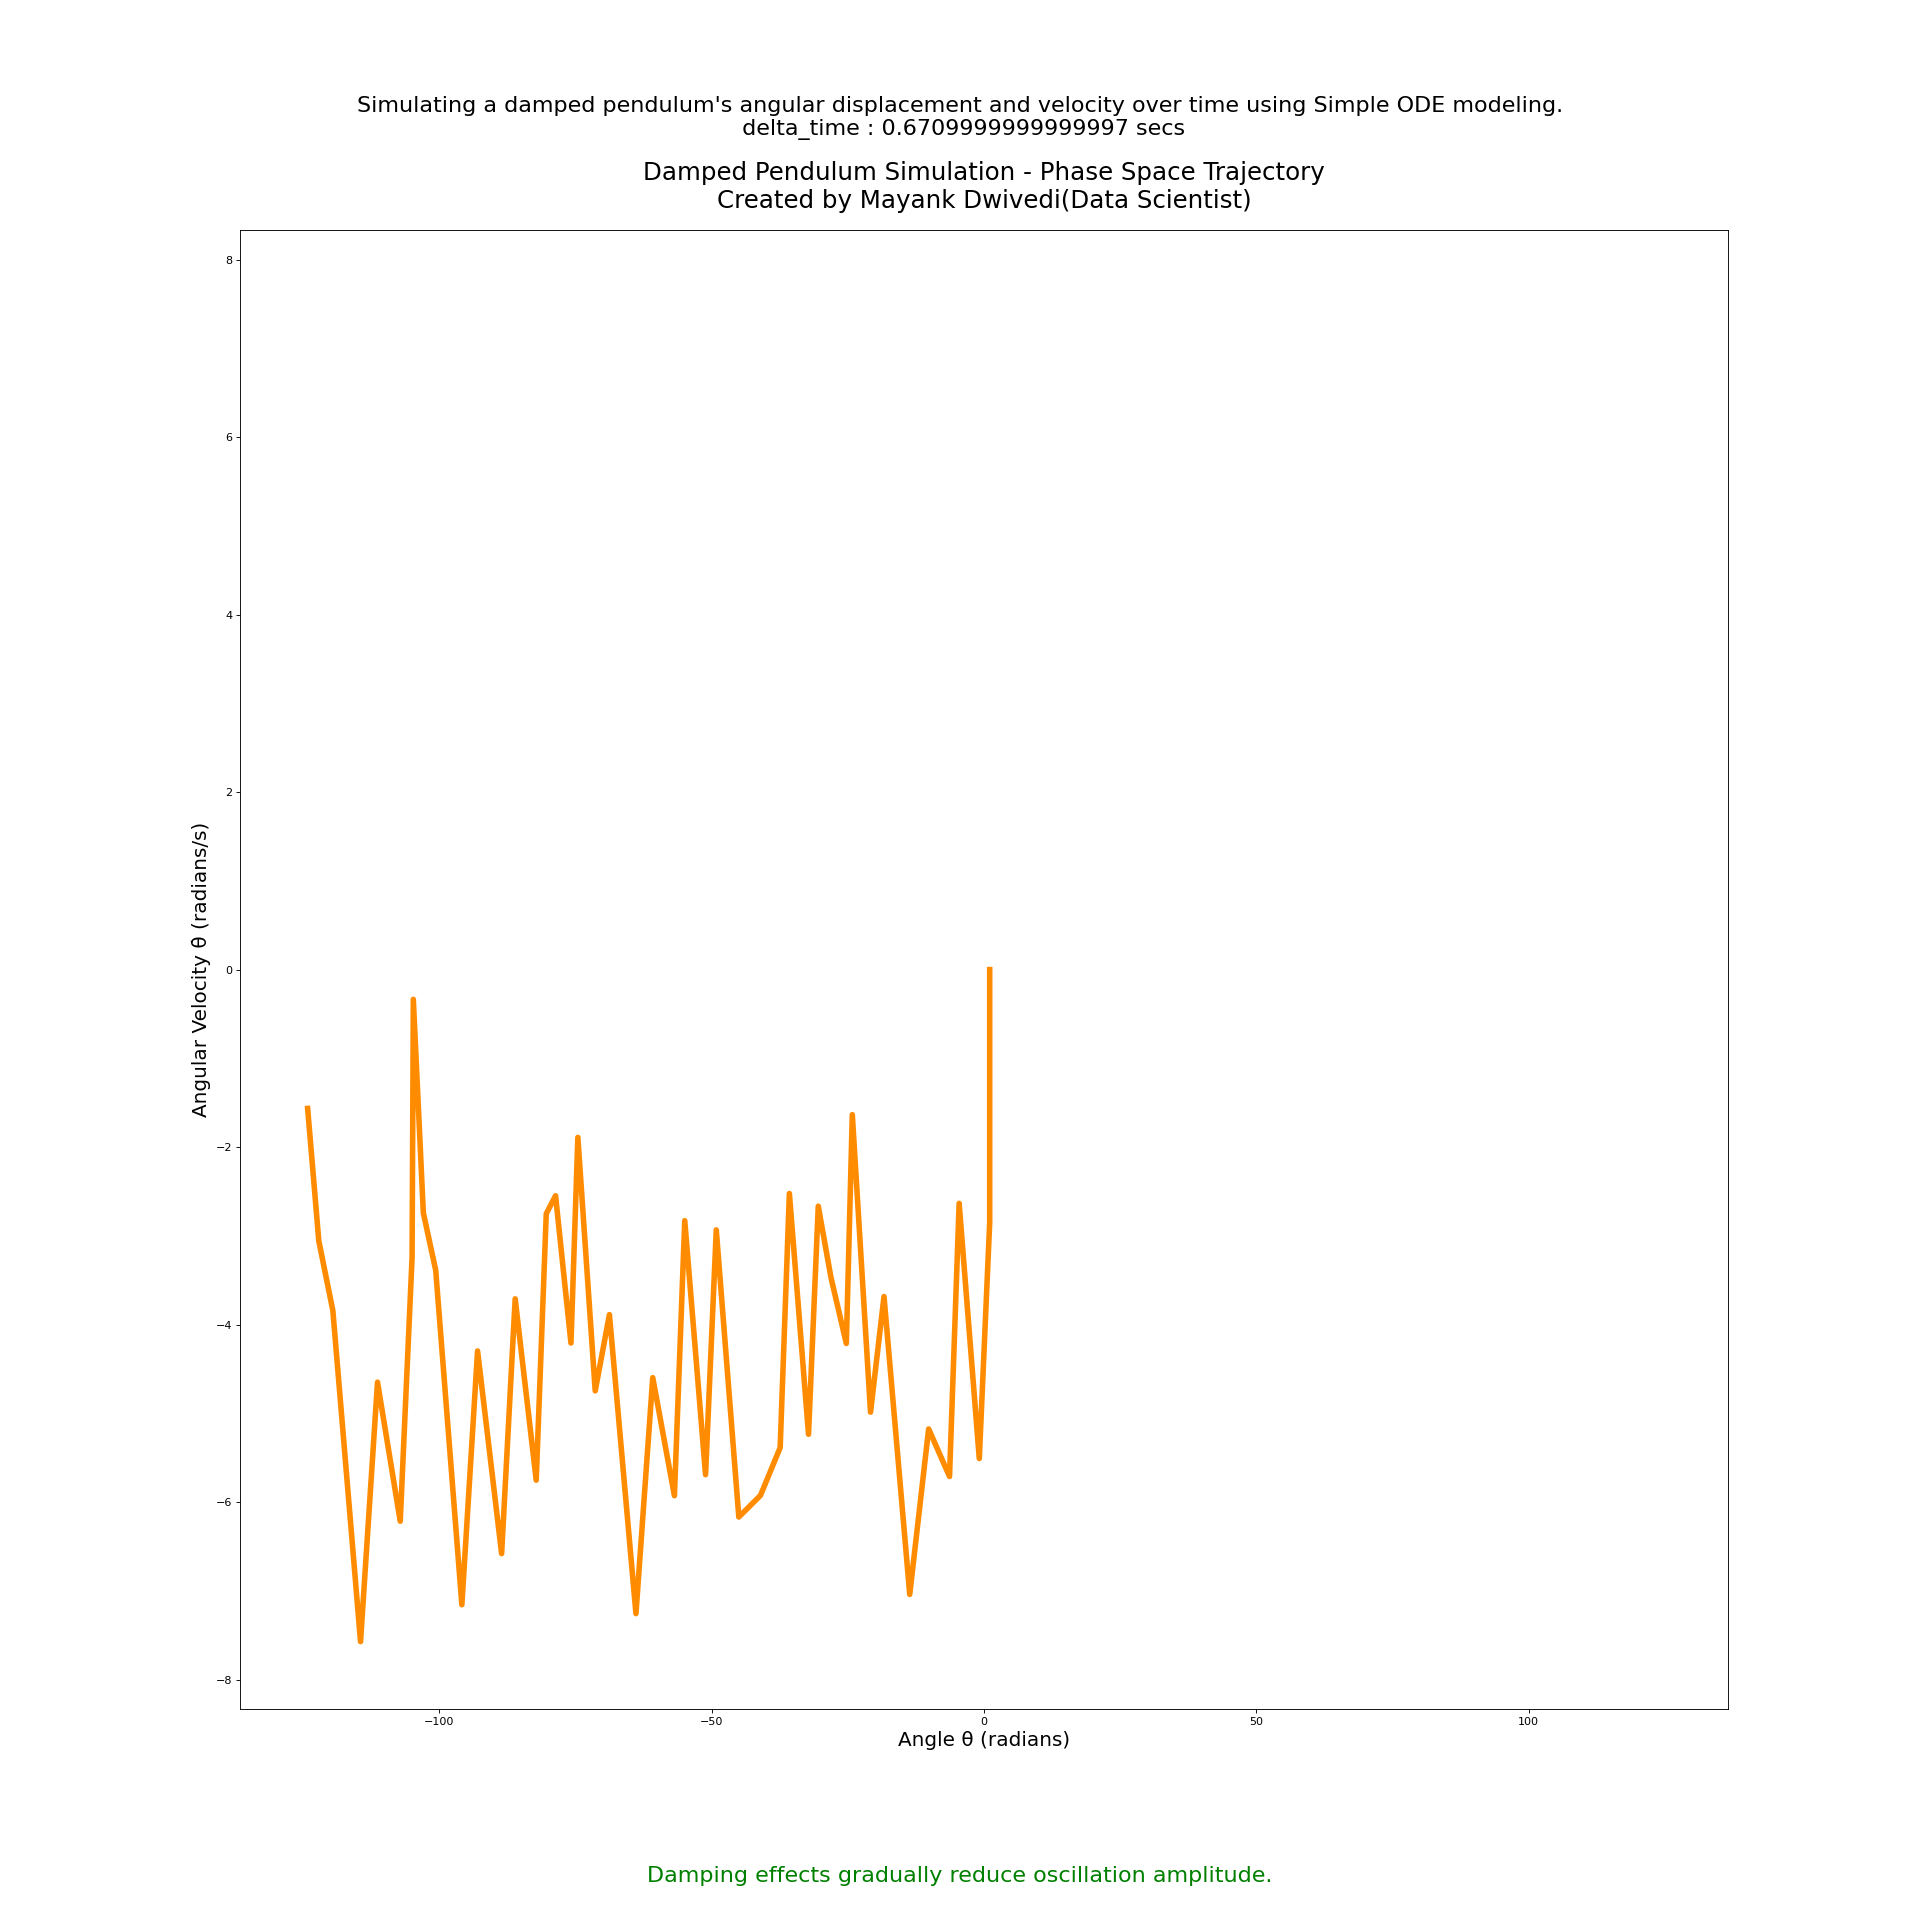 Simulating a damped pendulum's angular displacement and velocity over time using Simple ODE modeling.
delta_time : 0.6709999999999997 secs
Damped Pendulum Simulation - Phase Space Trajectory
Created by Mayank Dwivedi(Data Scientist)
8
6
4
2
0
−2
−4
−6
−8
Angular Velocity θ̇ (radians/s)
−100
−50
0
50
100
Angle θ (radians)
Damping effects gradually reduce oscillation amplitude.